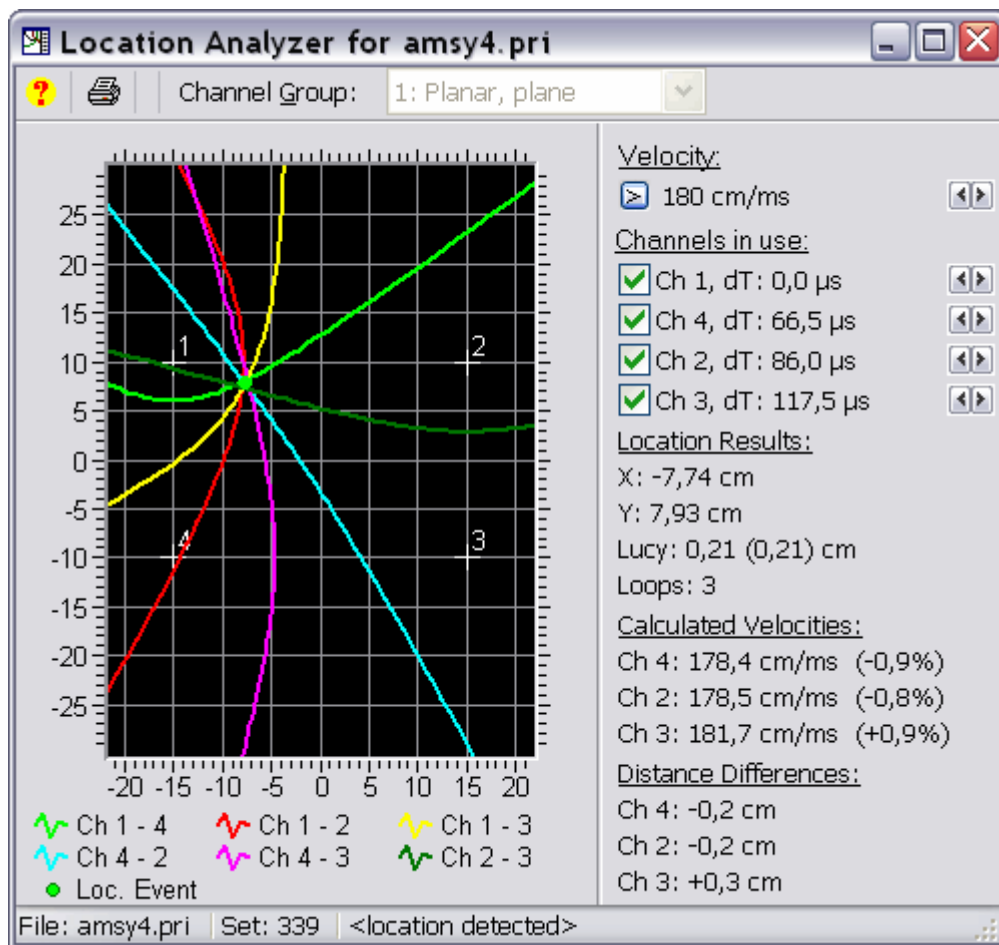 Location Analyzer for amsy4.pri
Channel Group: 1: Planar, plane
25
20
15
10
5
0
-5
-10
-15
-20
-25
1
2
4
3
-20 -15 -10 -5 0 5 10 15 20
Ch 1 - 4 Ch 1 - 2 Ch 1 - 3
Ch 4 - 2 Ch 4 - 3 Ch 2 - 3
Loc. Event
Velocity:
180 cm/ms
Channels in use:
Ch 1, dT: 0,0 µs
Ch 4, dT: 66,5 µs
Ch 2, dT: 86,0 µs
Ch 3, dT: 117,5 µs
Location Results:
X: -7,74 cm
Y: 7,93 cm
Lucy: 0,21 (0,21) cm
Loops: 3
Calculated Velocities:
Ch 4: 178,4 cm/ms (-0,9%)
Ch 2: 178,5 cm/ms (-0,8%)
Ch 3: 181,7 cm/ms (+0,9%)
Distance Differences:
Ch 4: -0,2 cm
Ch 2: -0,2 cm
Ch 3: +0,3 cm
File: amsy4.pri Set: 339 <location detected>